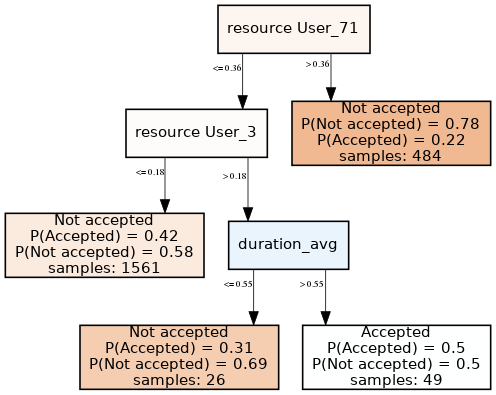 resource User_71
<=0.36
>0.36
resource User_3
Not accepted
P(Not accepted) = 0.78
P(Accepted) = 0.22
samples: 484
<=0.18
>0.18
Not accepted
P(Accepted) = 0.42
P(Not accepted) = 0.58
samples: 1561
duration_avg
<=0.55
>0.55
Not accepted
P(Accepted) = 0.31
P(Not accepted) = 0.69
samples: 26
Accepted
P(Accepted) = 0.5
P(Not accepted) = 0.5
samples: 49